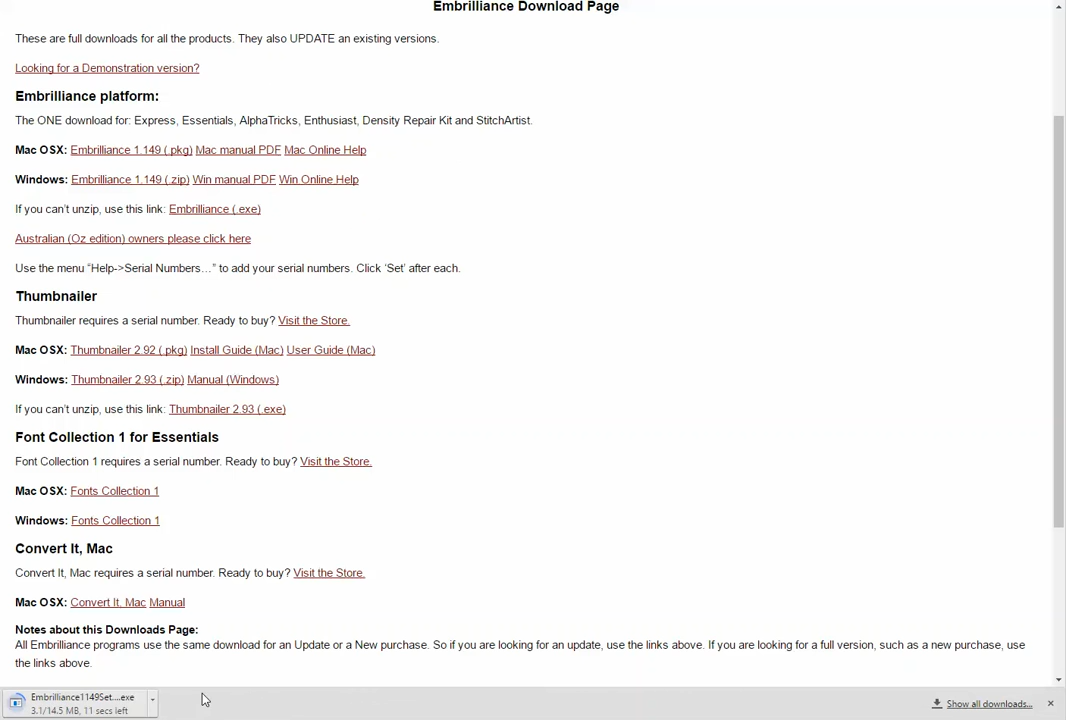 Embrilliance Download Page
These are full downloads for all the products. They also UPDATE an existing versions.
Looking for a Demonstration version?
Embrilliance platform:
The ONE download for: Express, Essentials, AlphaTricks, Enthusiast, Density Repair Kit and StitchArtist.
Mac OSX: Embrilliance 1.149 (.pkg) Mac manual PDF Mac Online Help
Windows: Embrilliance 1.149 (.zip) Win manual PDF Win Online Help
If you can't unzip, use this link: Embrilliance (.exe)
Australian (Oz edition) owners please click here
Use the menu “Help->Serial Numbers…” to add your serial numbers. Click ‘Set’ after each.
Thumbnailer
Thumbnailer requires a serial number. Ready to buy? Visit the Store.
Mac OSX: Thumbnailer 2.92 (.pkg) Install Guide (Mac) User Guide (Mac)
Windows: Thumbnailer 2.93 (.zip) Manual (Windows)
If you can't unzip, use this link: Thumbnailer 2.93 (.exe)
Font Collection 1 for Essentials
Font Collection 1 requires a serial number. Ready to buy? Visit the Store.
Mac OSX: Fonts Collection 1
Windows: Fonts Collection 1
Convert It, Mac
Convert It, Mac requires a serial number. Ready to buy? Visit the Store.
Mac OSX: Convert It, Mac Manual
Notes about this Downloads Page:
All Embrilliance programs use the same download for an Update or a New purchase. So if you are looking for an update, use the links above. If you are looking for a full version, such as a new purchase, use
the links above.
Embrilliance1149Set....exe
3.1/14.5 MB, 11 secs left
Show all downloads...